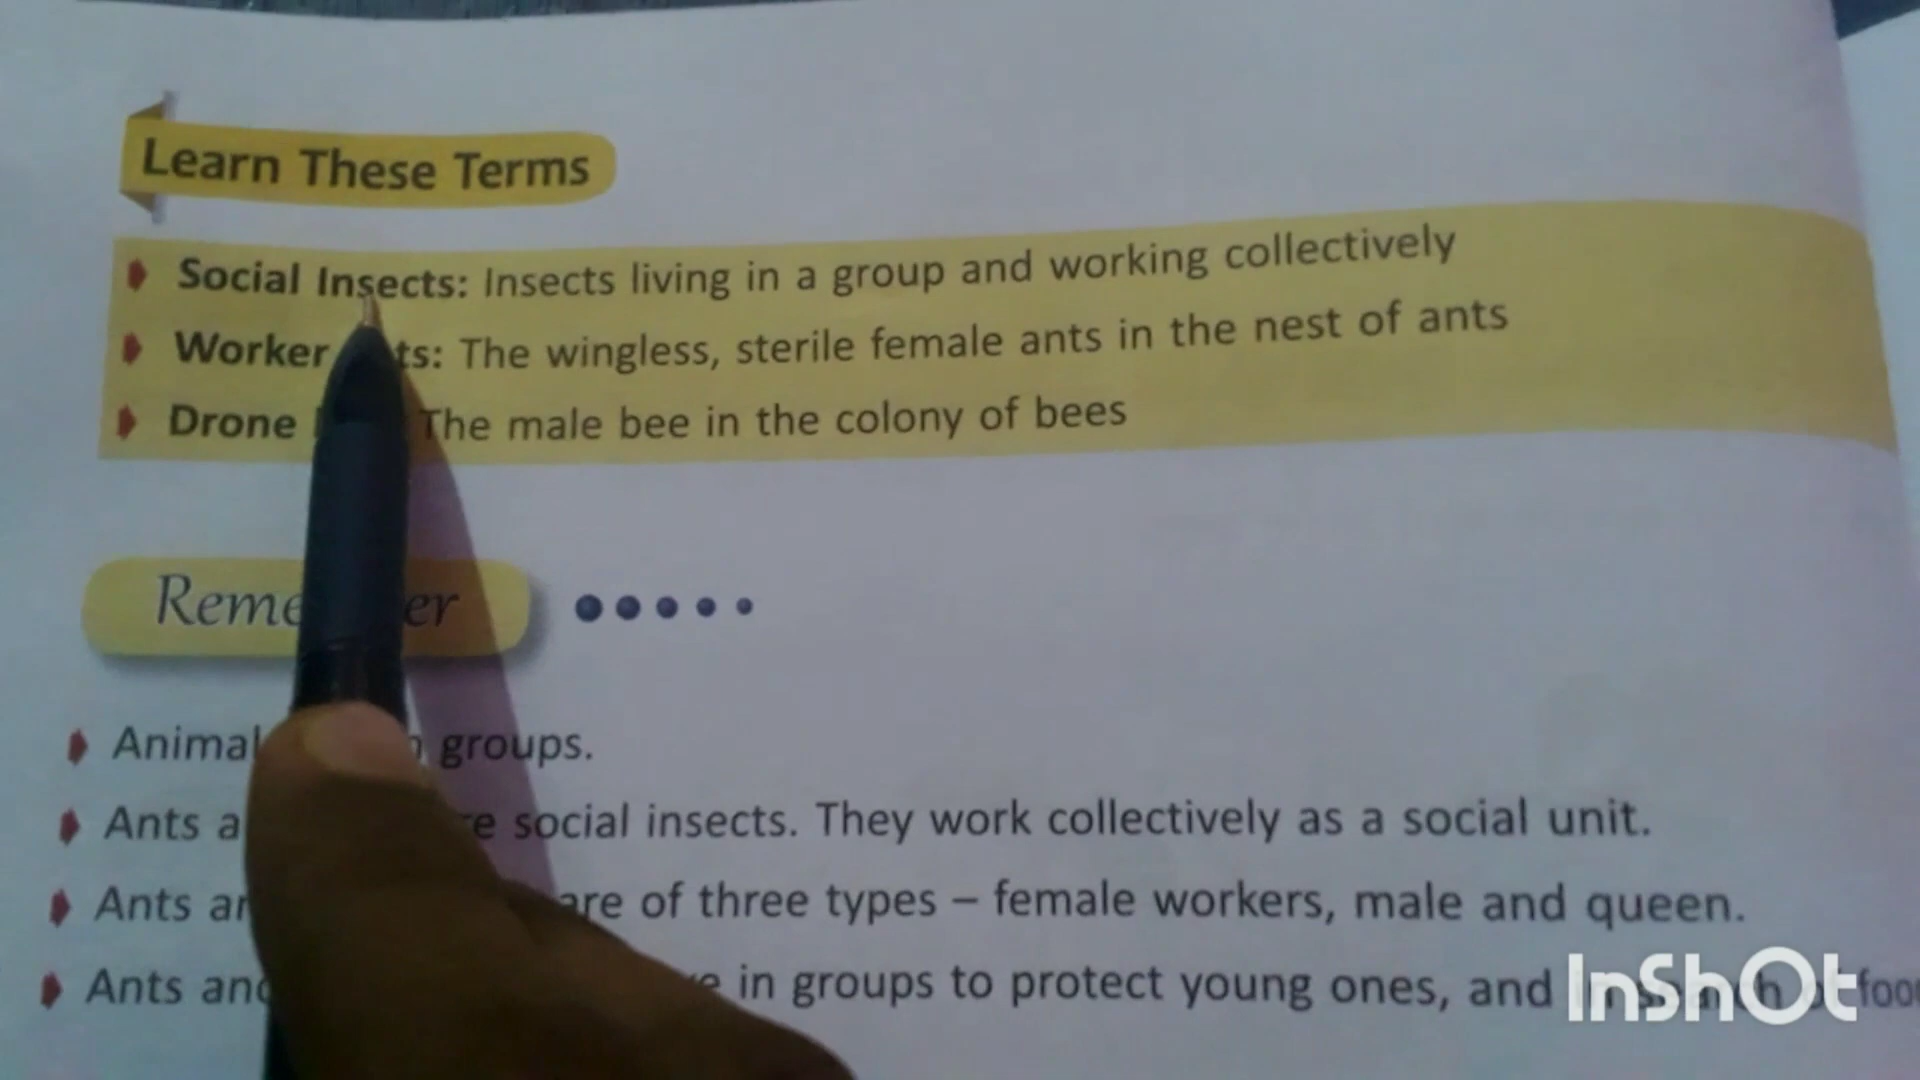 Learn These Terms
Social Insects: Insects living in a group and working collectively
Worker ts: The wingless, sterile female ants in the nest of ants
Drone The male bee in the colony of bees
Reme er
Animal groups.
Ants a social insects. They work collectively as a social unit.
Ants are of three types – female workers, male and queen.
Ants in groups to protect young ones, and
InShOt